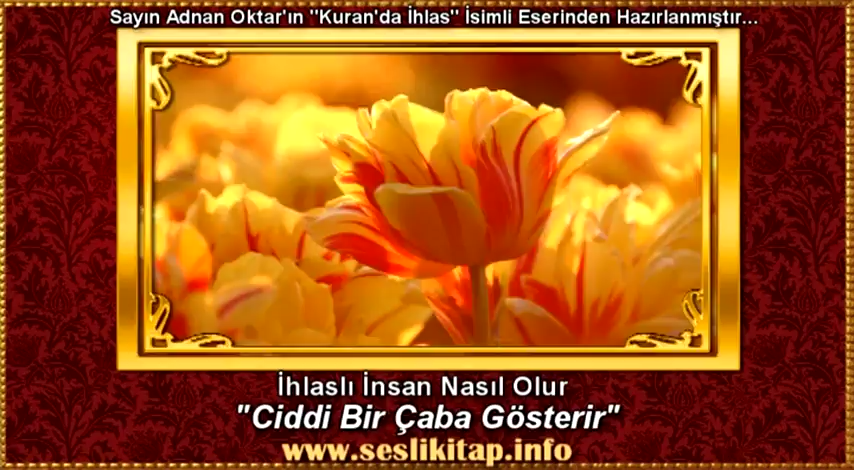 Sayın Adnan Oktar'ın "Kuran'da İhlas" İsimli Eserinden Hazırlanmıştır...
İhlaslı İnsan Nasıl Olur
"Ciddi Bir Çaba Gösterir"
www.seslikitap.info